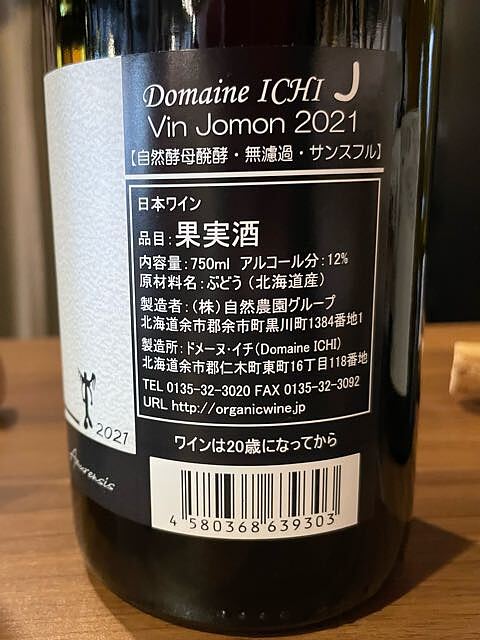 Domaine ICHI J
Vin Jomon 2021
【自然酵母醗酵・無濾過・サンスフル】
日本ワイン
品目：果実酒
内容量：750ml アルコール分：12%
原材料名：ぶどう（北海道産）
製造者：（株）自然農園グループ
北海道余市郡余市町黒川町1384番地1
製造所：ドメーヌ・イチ（Domaine ICHI）
北海道余市郡仁木町東町16丁目118番地
TEL 0135-32-3020 FAX 0135-32-3092
URL http://organicwine.jp
ワインは20歳になってから
4 580368 639303
2021
Amurensis